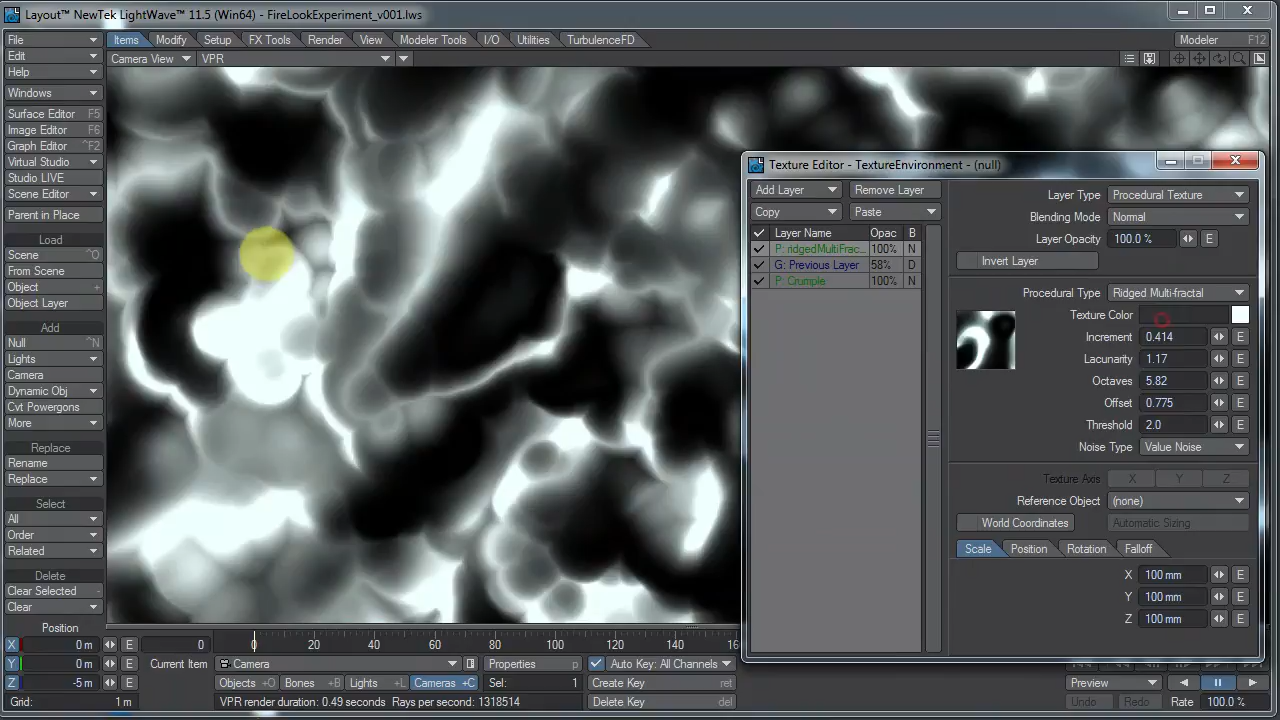 Layout™ NewTek LightWave™ 11.5 (Win64) - FireLookExperiment_v001.lws
File
Items Modify Setup FX Tools Render View Modeler Tools I/O Utilities TurbulenceFD Modeler F12
Edit
Camera View VPR
Help
Windows
Surface Editor F5
Image Editor F6
Graph Editor ^F2
Virtual Studio
Studio LIVE
Scene Editor
Parent in Place
Load
Scene ^O
From Scene
Object +
Object Layer
Add
Null ^N
Lights
Camera
Dynamic Obj
Cvt Powergons
More
Replace
Rename
Replace
Select
All
Order
Related
Delete
Clear Selected -
Clear
Position
X 0 m E
Y 0 m E
Z -5 m E
Grid: 1 m
Texture Editor - TextureEnvironment - (null)
Add Layer Remove Layer
Copy Paste
Layer Name Opac B
P: ridgedMultiFrac... 100% N
G: Previous Layer 58% D
P: Crumple 100% N
Layer Type Procedural Texture
Blending Mode Normal
Layer Opacity 100.0 % E
Invert Layer
Procedural Type Ridged Multi-fractal
Texture Color
Increment 0.414 E
Lacunarity 1.17 E
Octaves 5.82 E
Offset 0.775 E
Threshold 2.0 E
Noise Type Value Noise
Texture Axis X Y Z
Reference Object (none)
World Coordinates Automatic Sizing
Scale Position Rotation Falloff
X 100 mm E
Y 100 mm E
Z 100 mm E
0 0 20 40 60 80 100 120 140 16
Current Item Camera Properties p Auto Key: All Channels
Objects +O Bones +B Lights +L Cameras +C Sel: 1 Create Key ret Preview
VPR render duration: 0.49 seconds Rays per second: 1318514 Delete Key del Undo Redo Rate 100.0 %